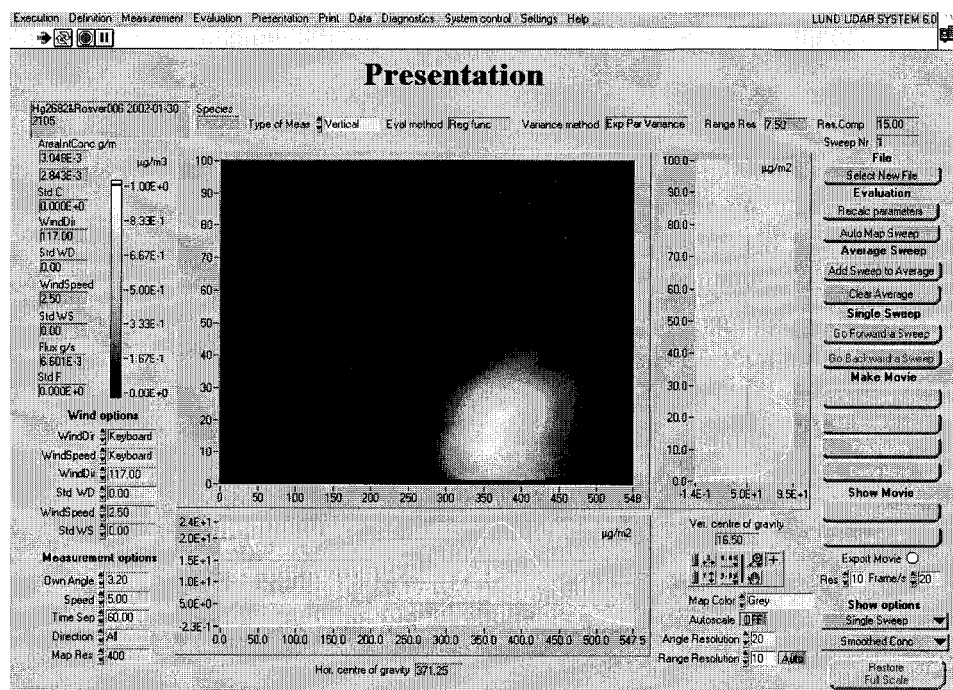 Execution Definition Measurement Evaluation Presentation Print Data Diagnostics System control Settings Help LUND LIDAR SYSTEM 6.0
Presentation
Hg2682&Rosver006 2002-01-30
2105
Species
Type of Meas Vertical Eval method Reg func Variance method Exp Par Variance Range Res 7.50 Res.Comp 15.00
Sweep Nr 1
AreaIntConc g/m
3.048E-3
2.843E-3
Std C
0.000E+0
WindDir
117.00
Std WD
0.00
WindSpeed
2.50
Std WS
0.00
Flux g/s
6.601E-3
Std F
0.000E+0
µg/m3
1.00E+0
8.33E-1
6.67E-1
5.00E-1
3.33E-1
1.67E-1
0.00E+0
100
90
80
70
60
50
40
30
20
10
0
0 50 100 150 200 250 300 350 400 450 500 548
µg/m2
100.0
90.0
80.0
70.0
60.0
50.0
40.0
30.0
20.0
10.0
0.0
-1.4E-1 5.0E-1 9.5E-1
File
Select New File
Evaluation
Recalc parameters
Auto Map Sweep
Average Sweep
Add Sweep to Average
Clear Average
Single Sweep
Go Forward a Sweep
Go Backward a Sweep
Make Movie
Show Movie
Export Movie
Res 10 Frame/s 20
Show options
Single Sweep
Smoothed Conc
Restore
Full Scale
Wind options
WindDir Keyboard
WindSpeed Keyboard
WindDir 117.00
Std WD 0.00
WindSpeed 2.50
Std WS 0.00
Measurement options
Own Angle 3.20
Speed 5.00
Time Sep 60.00
Direction All
Map Res 400
2.4E+1
2.0E+1
1.5E+1
1.0E+1
5.0E+0
-2.3E-1
µg/m2
0.0 50.0 100.0 150.0 200.0 250.0 300.0 350.0 400.0 450.0 500.0 547.5
Hor. centre of gravity 371.25
Ver. centre of gravity
16.50
Map Color Grey
Autoscale OFF
Angle Resolution 20
Range Resolution 10 Auto